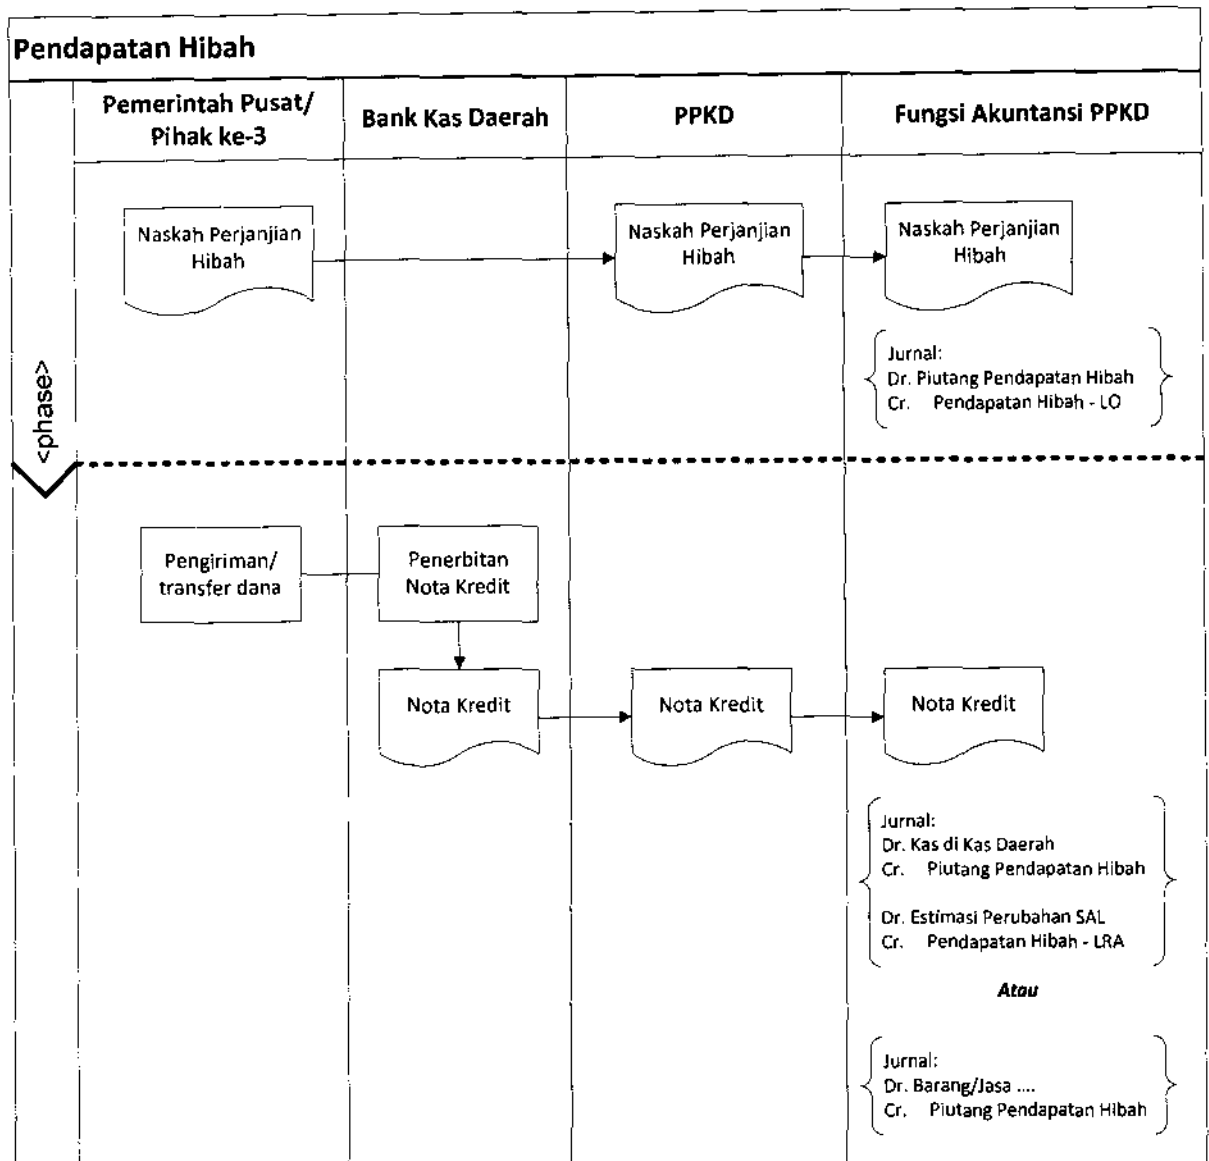 Pendapatan Hibah
Pemerintah Pusat/
Pihak ke-3
Bank Kas Daerah
PPKD
Fungsi Akuntansi PPKD
Naskah Perjanjian
Hibah
Naskah Perjanjian
Hibah
Naskah Perjanjian
Hibah
Jurnal:
Dr. Piutang Pendapatan Hibah
Cr. Pendapatan Hibah - LO
<phase>
Pengiriman/
transfer dana
Penerbitan
Nota Kredit
Nota Kredit
Nota Kredit
Nota Kredit
Jurnal:
Dr. Kas di Kas Daerah
Cr. Piutang Pendapatan Hibah
Dr. Estimasi Perubahan SAL
Cr. Pendapatan Hibah - LRA
Atau
Jurnal:
Dr. Barang/Jasa ....
Cr. Piutang Pendapatan Hibah